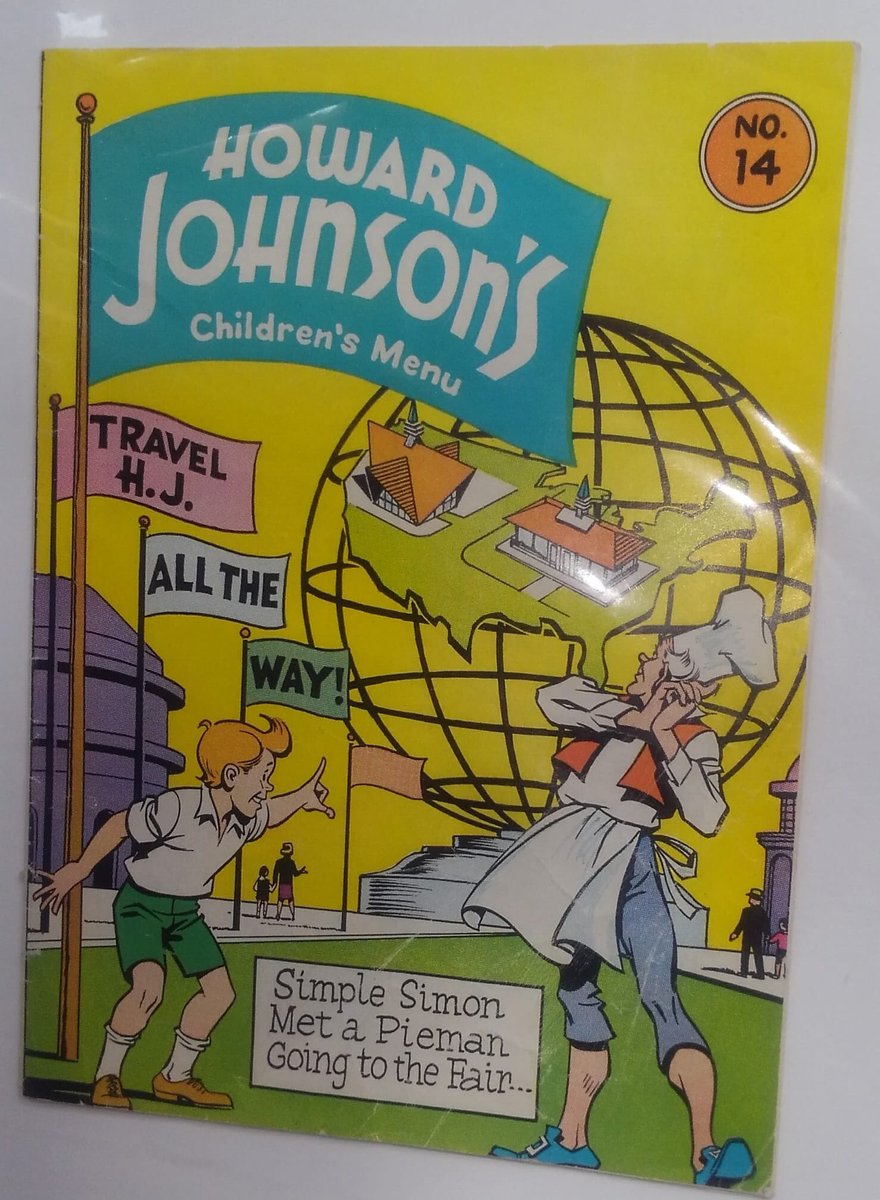 HOWARD
JOHNSON'S
Children's Menu
NO.
14
TRAVEL
H.J.
ALL THE
WAY!
Simple Simon
Met a Pieman
Going to the Fair...